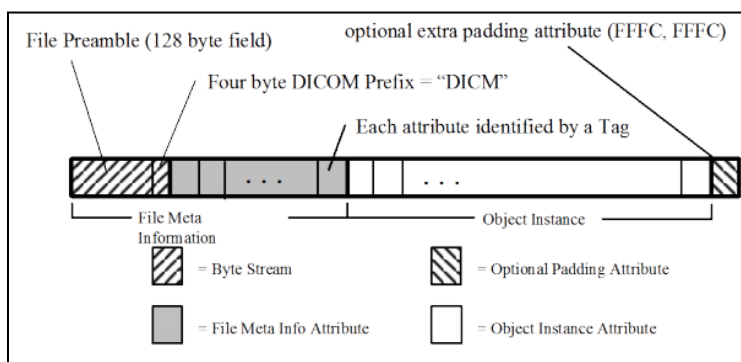 optional extra padding attribute (FFFC, FFFC)
File Preamble (128 byte field)
Four byte DICOM Prefix = “DICM”
Each attribute identified by a Tag
. . .
. . .
File Meta
Information
Object Instance
= Byte Stream
= Optional Padding Attribute
= File Meta Info Attribute
= Object Instance Attribute